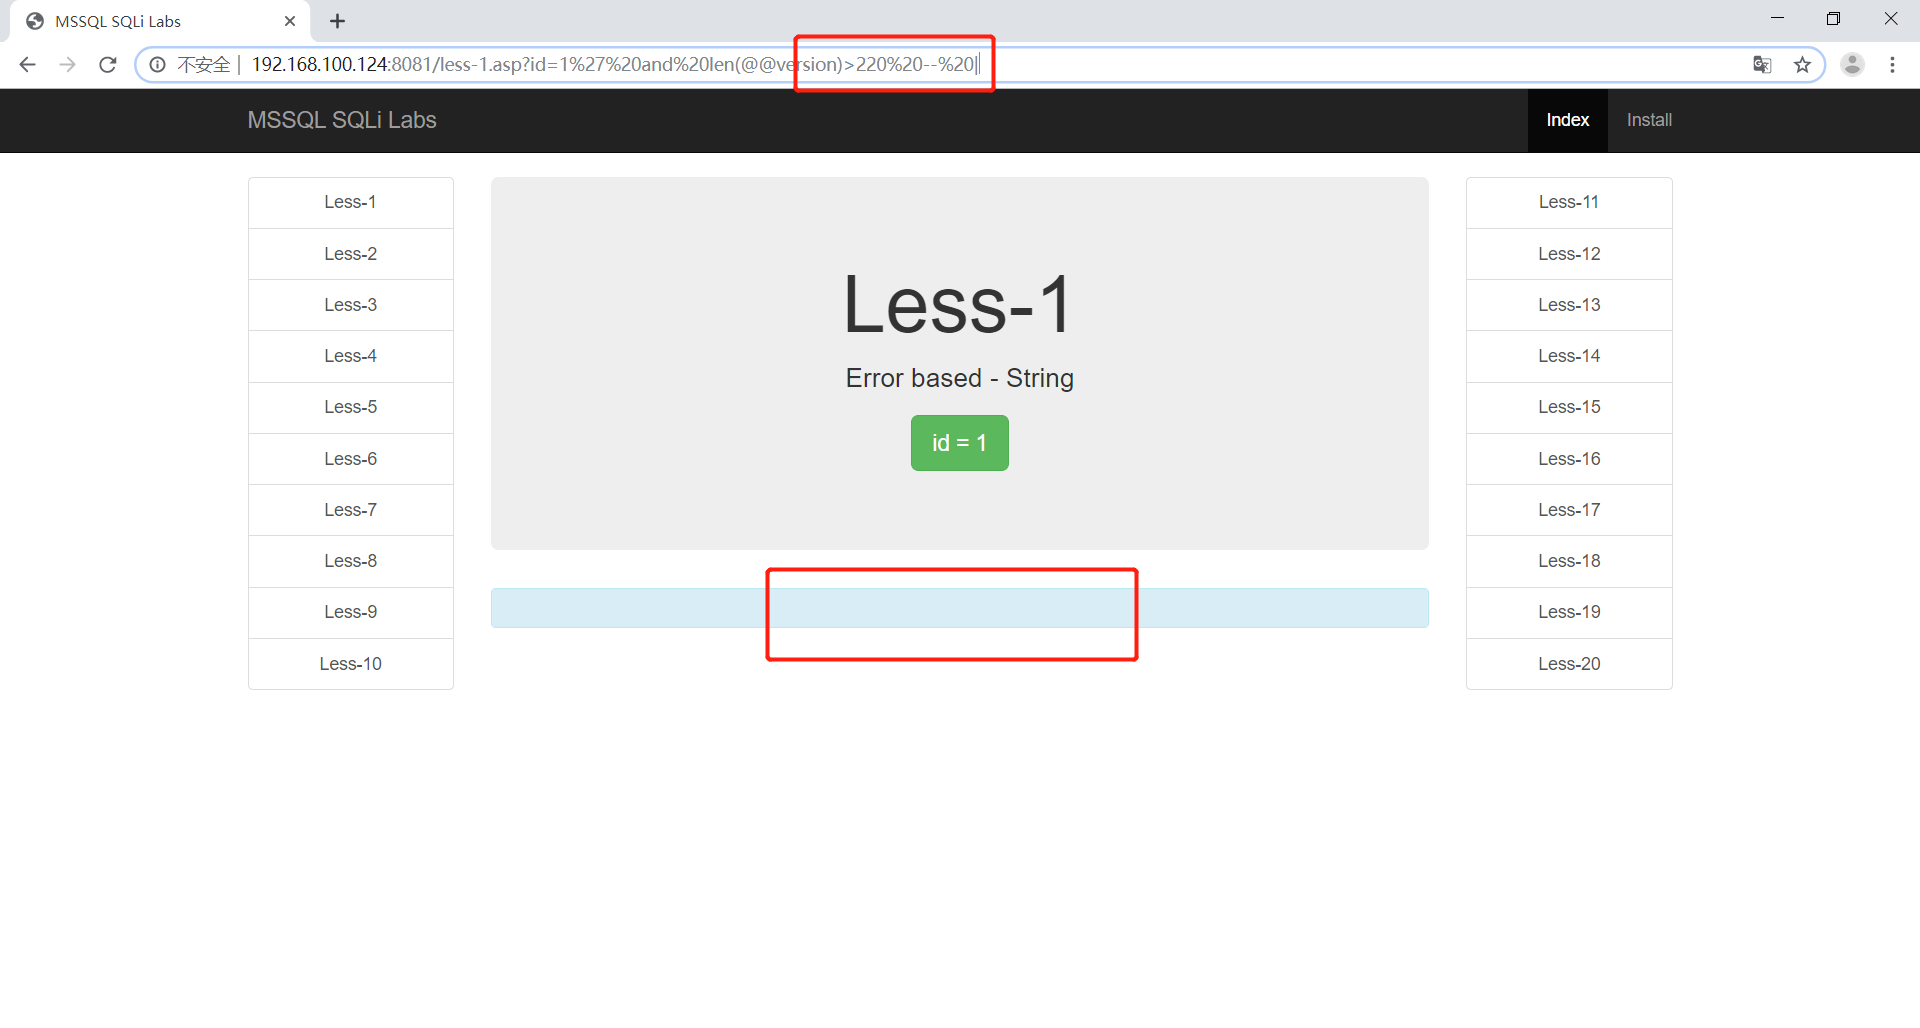 MSSQL SQLi Labs
不安全 | 192.168.100.124:8081/less-1.asp?id=1%27%20and%20len(@@version)>220%20--%20
MSSQL SQLi Labs
Index
Install
Less-1
Less-2
Less-3
Less-4
Less-5
Less-6
Less-7
Less-8
Less-9
Less-10
Less-1
Error based - String
id = 1
Less-11
Less-12
Less-13
Less-14
Less-15
Less-16
Less-17
Less-18
Less-19
Less-20